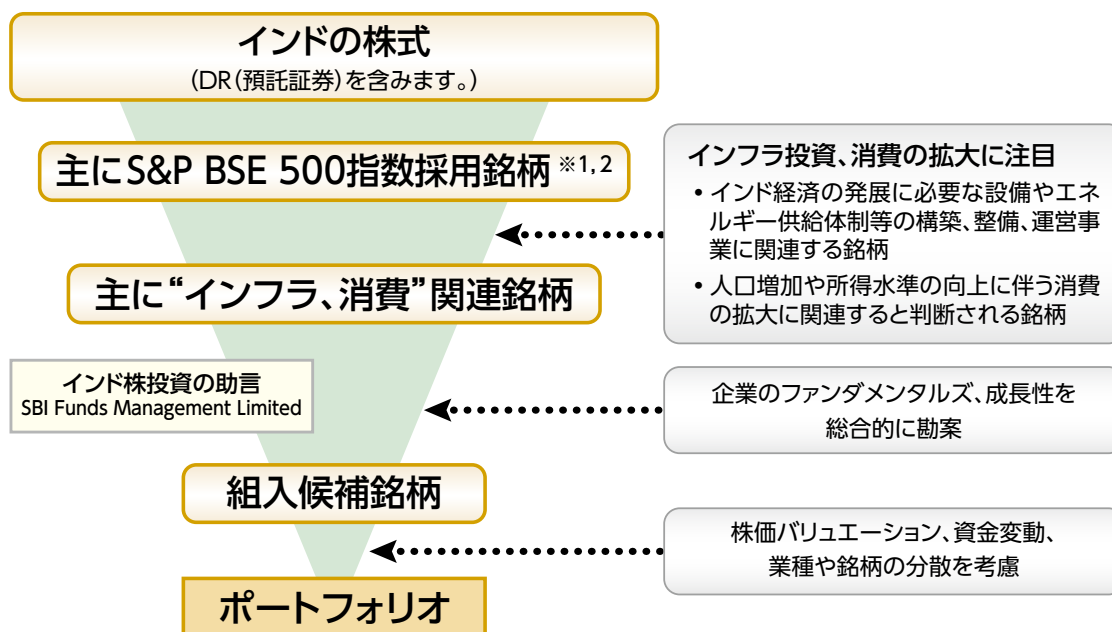 インドの株式
(DR(預託証券)を含みます。)
主にS&P BSE 500指数採用銘柄 ※1, 2
インフラ投資、消費の拡大に注目
• インド経済の発展に必要な設備やエネ
ルギー供給体制等の構築、整備、運営事
業に関連する銘柄
• 人口増加や所得水準の向上に伴う消費
の拡大に関連すると判断される銘柄
主に“インフラ、消費”関連銘柄
インド株投資の助言
SBI Funds Management Limited
企業のファンダメンタルズ、成長性を
総合的に勘案
組入候補銘柄
株価バリュエーション、資金変動、
業種や銘柄の分散を考慮
ポートフォリオ